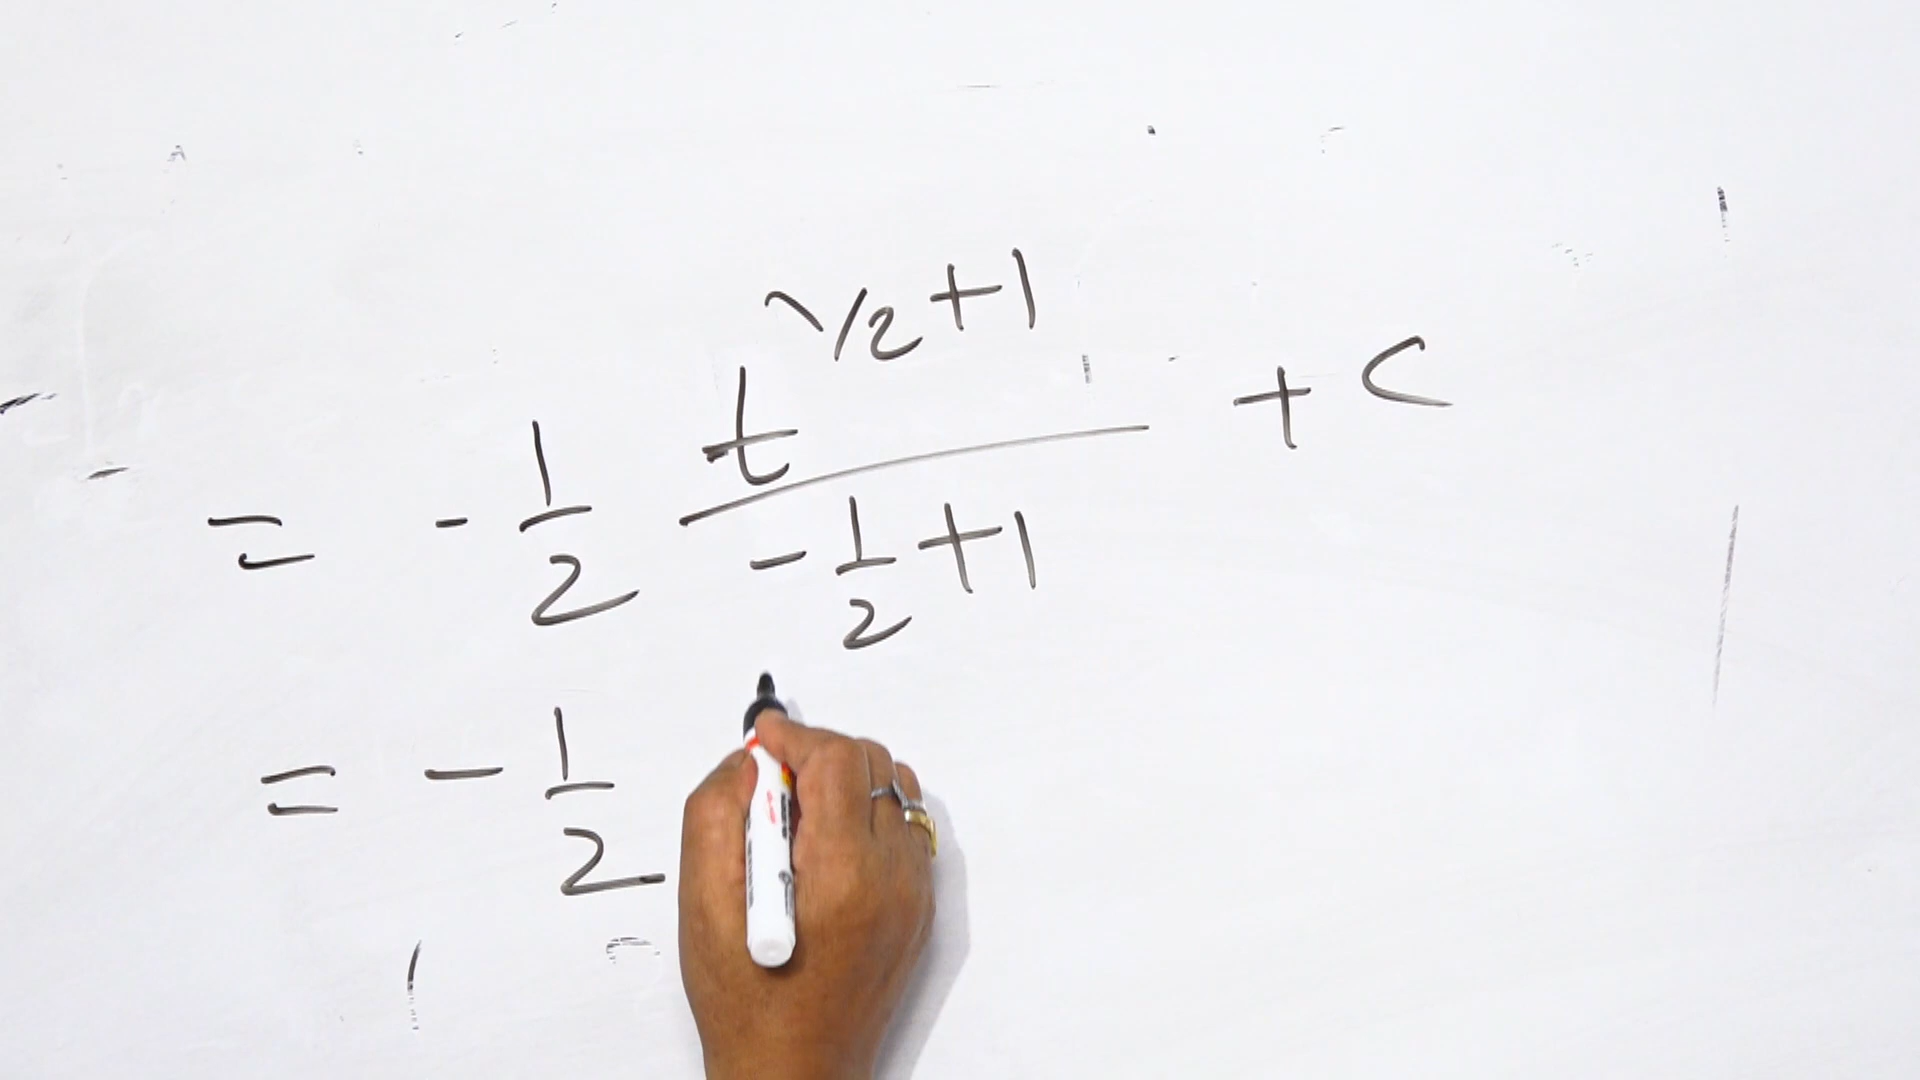 = - 1/2 t^(1/2 + 1) / (- 1/2 + 1) + c
= - 1/2